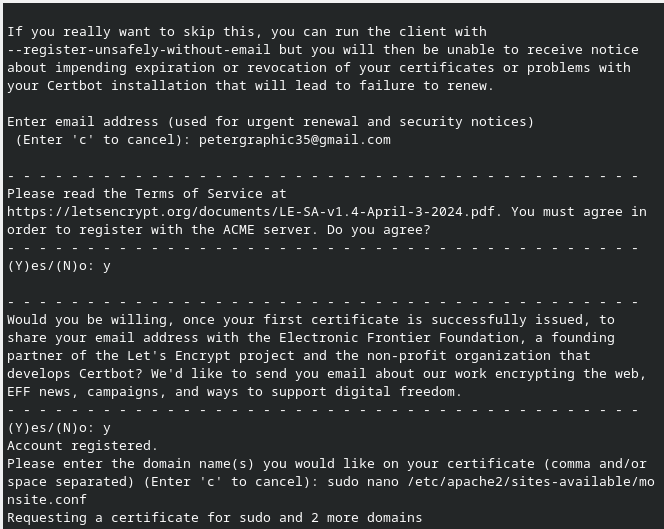 If you really want to skip this, you can run the client with
--register-unsafely-without-email but you will then be unable to receive notice
about impending expiration or revocation of your certificates or problems with
your Certbot installation that will lead to failure to renew.

Enter email address (used for urgent renewal and security notices)
 (Enter 'c' to cancel): petergraphic35@gmail.com

- - - - - - - - - - - - - - - - - - - - - - - - - - - - - - - - - - - - - - - -
Please read the Terms of Service at
https://letsencrypt.org/documents/LE-SA-v1.4-April-3-2024.pdf. You must agree in
order to register with the ACME server. Do you agree?
- - - - - - - - - - - - - - - - - - - - - - - - - - - - - - - - - - - - - - - -
(Y)es/(N)o: y

- - - - - - - - - - - - - - - - - - - - - - - - - - - - - - - - - - - - - - - -
Would you be willing, once your first certificate is successfully issued, to
share your email address with the Electronic Frontier Foundation, a founding
partner of the Let's Encrypt project and the non-profit organization that
develops Certbot? We'd like to send you email about our work encrypting the web,
EFF news, campaigns, and ways to support digital freedom.
- - - - - - - - - - - - - - - - - - - - - - - - - - - - - - - - - - - - - - - -
(Y)es/(N)o: y
Account registered.
Please enter the domain name(s) you would like on your certificate (comma and/or
space separated) (Enter 'c' to cancel): sudo nano /etc/apache2/sites-available/mo
nsite.conf
Requesting a certificate for sudo and 2 more domains